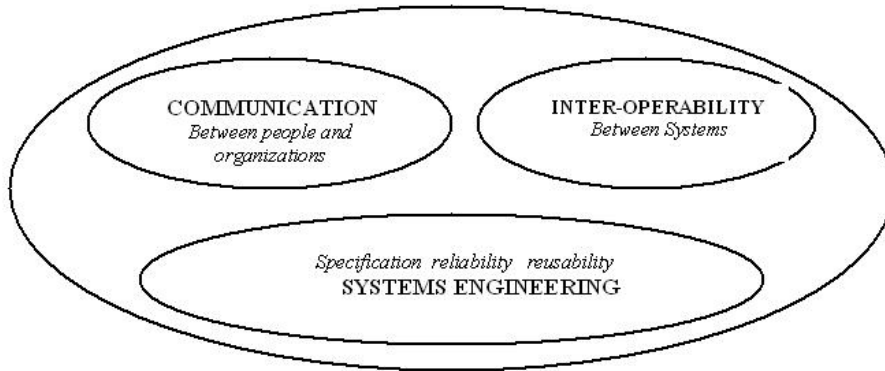 COMMUNICATION
Between people and
organizations
INTER-OPERABILITY
Between Systems
Specification reliability reusability
SYSTEMS ENGINEERING